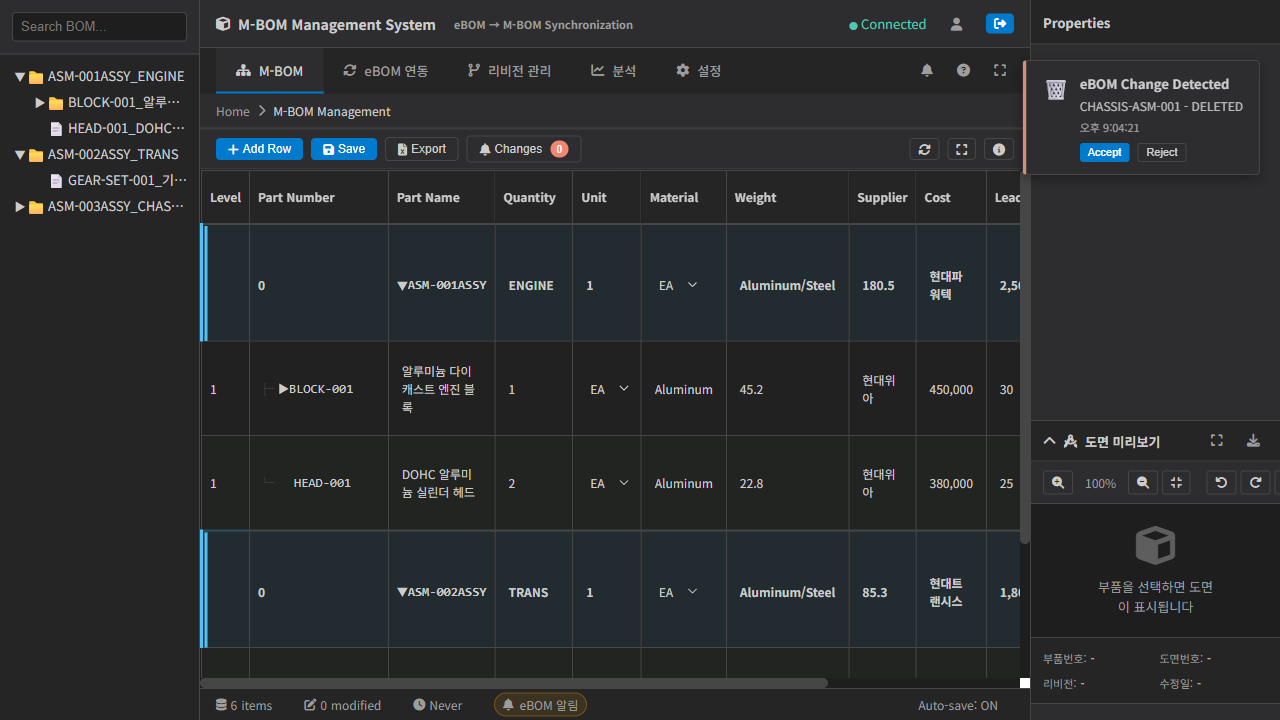 Search BOM...
ASM-001ASSY_ENGINE
BLOCK-001_알루…
HEAD-001_DOHC…
ASM-002ASSY_TRANS
GEAR-SET-001_기…
ASM-003ASSY_CHAS…
M-BOM Management System
eBOM → M-BOM Synchronization
Connected
M-BOM
eBOM 연동
리비전 관리
분석
설정
Home > M-BOM Management
+ Add Row
Save
Export
Changes 0
Level Part Number Part Name Quantity Unit Material Weight Supplier Cost Lead
0 ▼ASM-001ASSY ENGINE 1 EA Aluminum/Steel 180.5 현대파
워텍
1 ├─ ▶BLOCK-001 알루미늄 다이
캐스트 엔진 블
록
1 EA Aluminum 45.2 현대위
아
450,000 30
1 └─ HEAD-001 DOHC 알루미
늄 실린더 헤드
2 EA Aluminum 22.8 현대위
아
380,000 25
0 ▼ASM-002ASSY TRANS 1 EA Aluminum/Steel 85.3 현대트
랜시스
6 items
0 modified
Never
eBOM 알림
Auto-save: ON
Properties
eBOM Change Detected
CHASSIS-ASM-001 - DELETED
오후 9:04:21
Accept
Reject
도면 미리보기
100%
부품을 선택하면 도면
이 표시됩니다
부품번호: -
도면번호: -
리비전: -
수정일: -